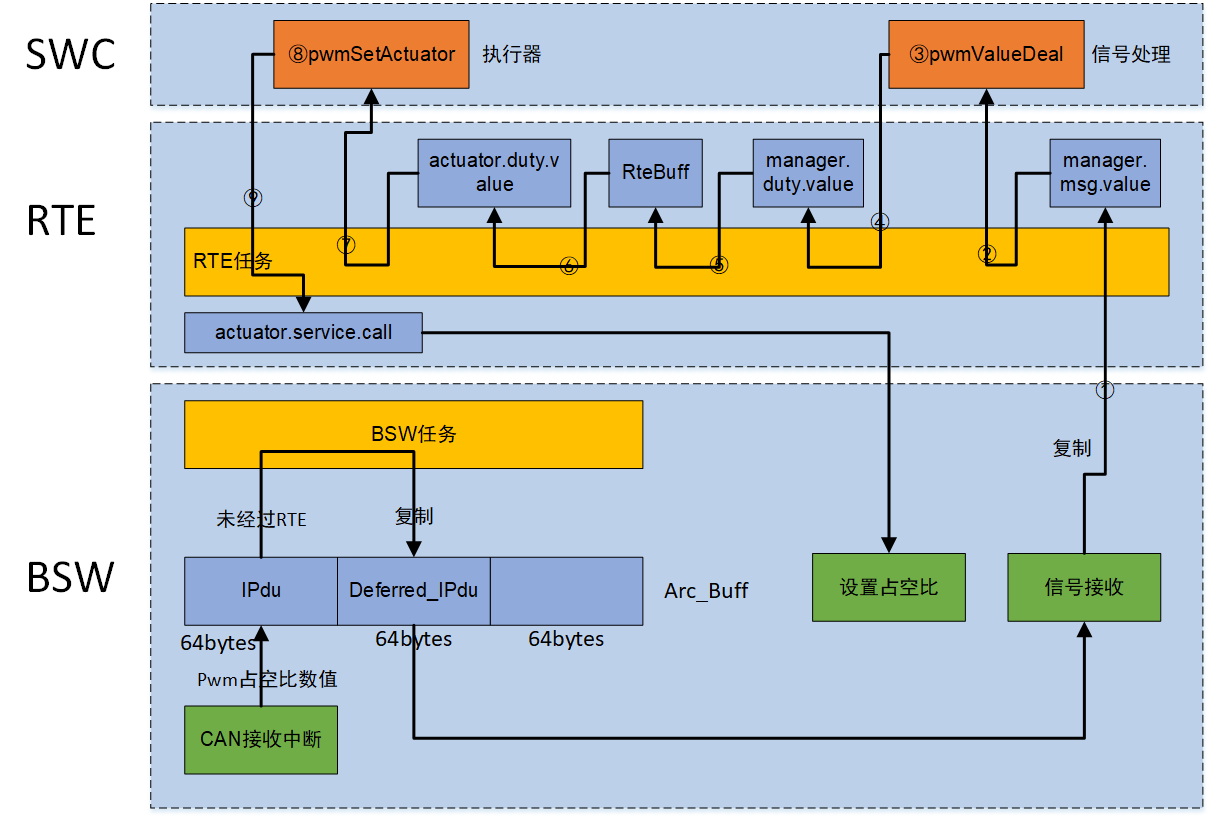 SWC
⑧pwmSetActuator
执行器
③pwmValueDeal
信号处理
RTE
actuator.duty.v
alue
RteBuff
manager.
duty.value
manager.
msg.value
⑨
⑦
⑥
⑤
④
②
RTE任务
actuator.service.call
①
BSW
BSW任务
未经过RTE
复制
复制
IPdu
Deferred_IPdu
Arc_Buff
设置占空比
信号接收
64bytes
64bytes
64bytes
Pwm占空比数值
CAN接收中断